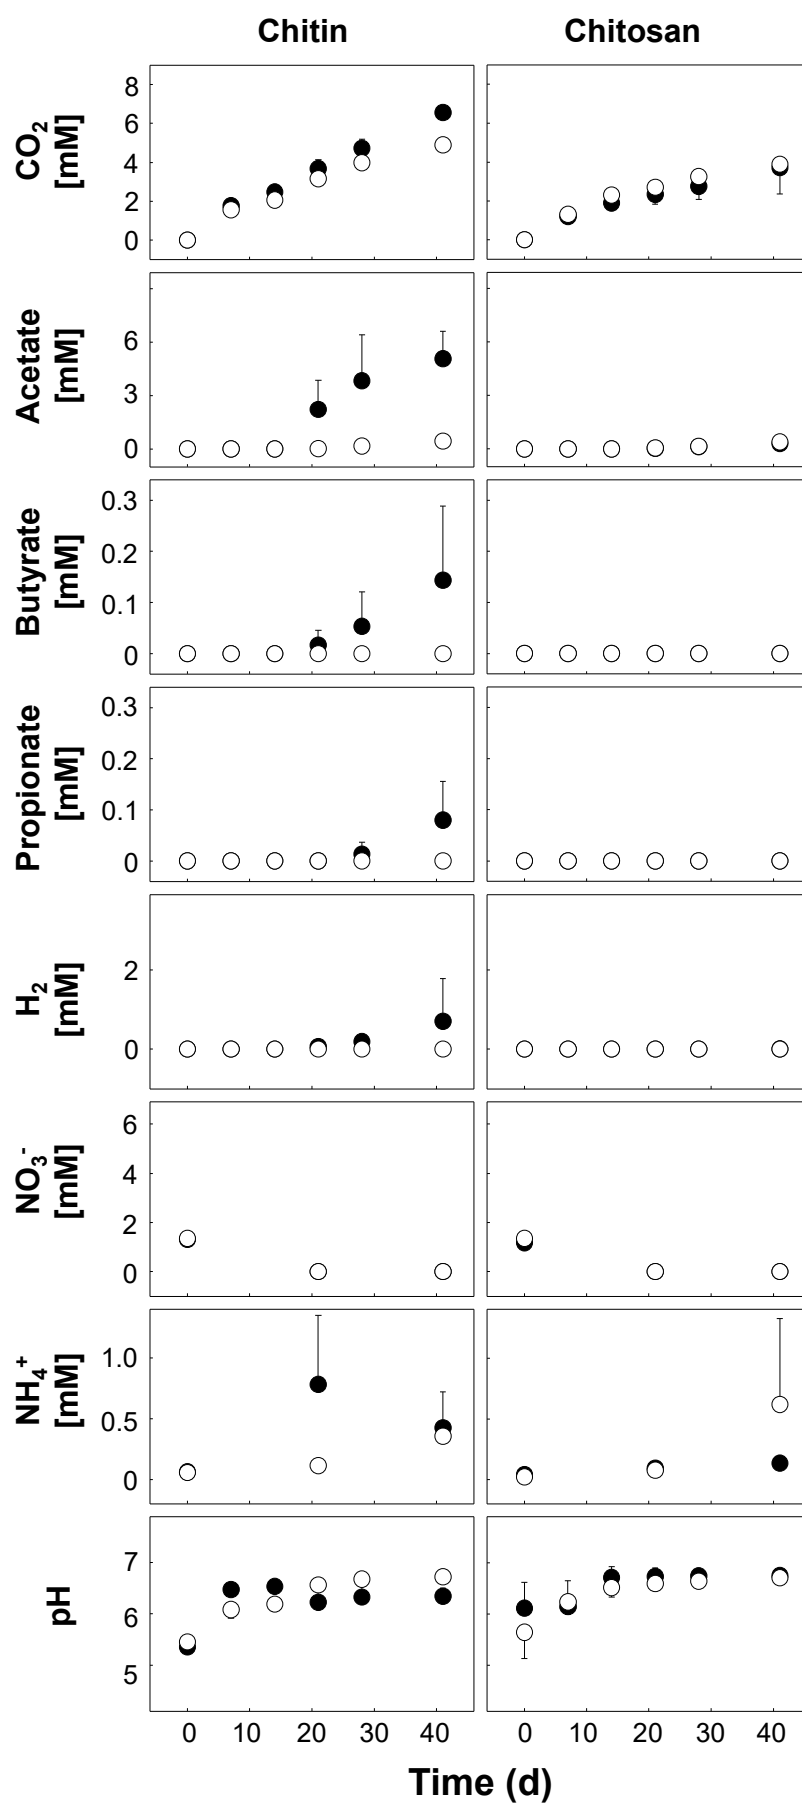 Chitin Chitosan
CO2
[mM]
8
6
4
2
0
Acetate
[mM]
6
3
0
Butyrate
[mM]
0.3
0.2
0.1
0
Propionate
[mM]
0.3
0.2
0.1
0
H2
[mM]
2
0
NO3-
[mM]
6
4
2
0
NH4+
[mM]
1.0
0.5
0
pH
7
6
5
0 10 20 30 40 0 10 20 30 40
Time (d)